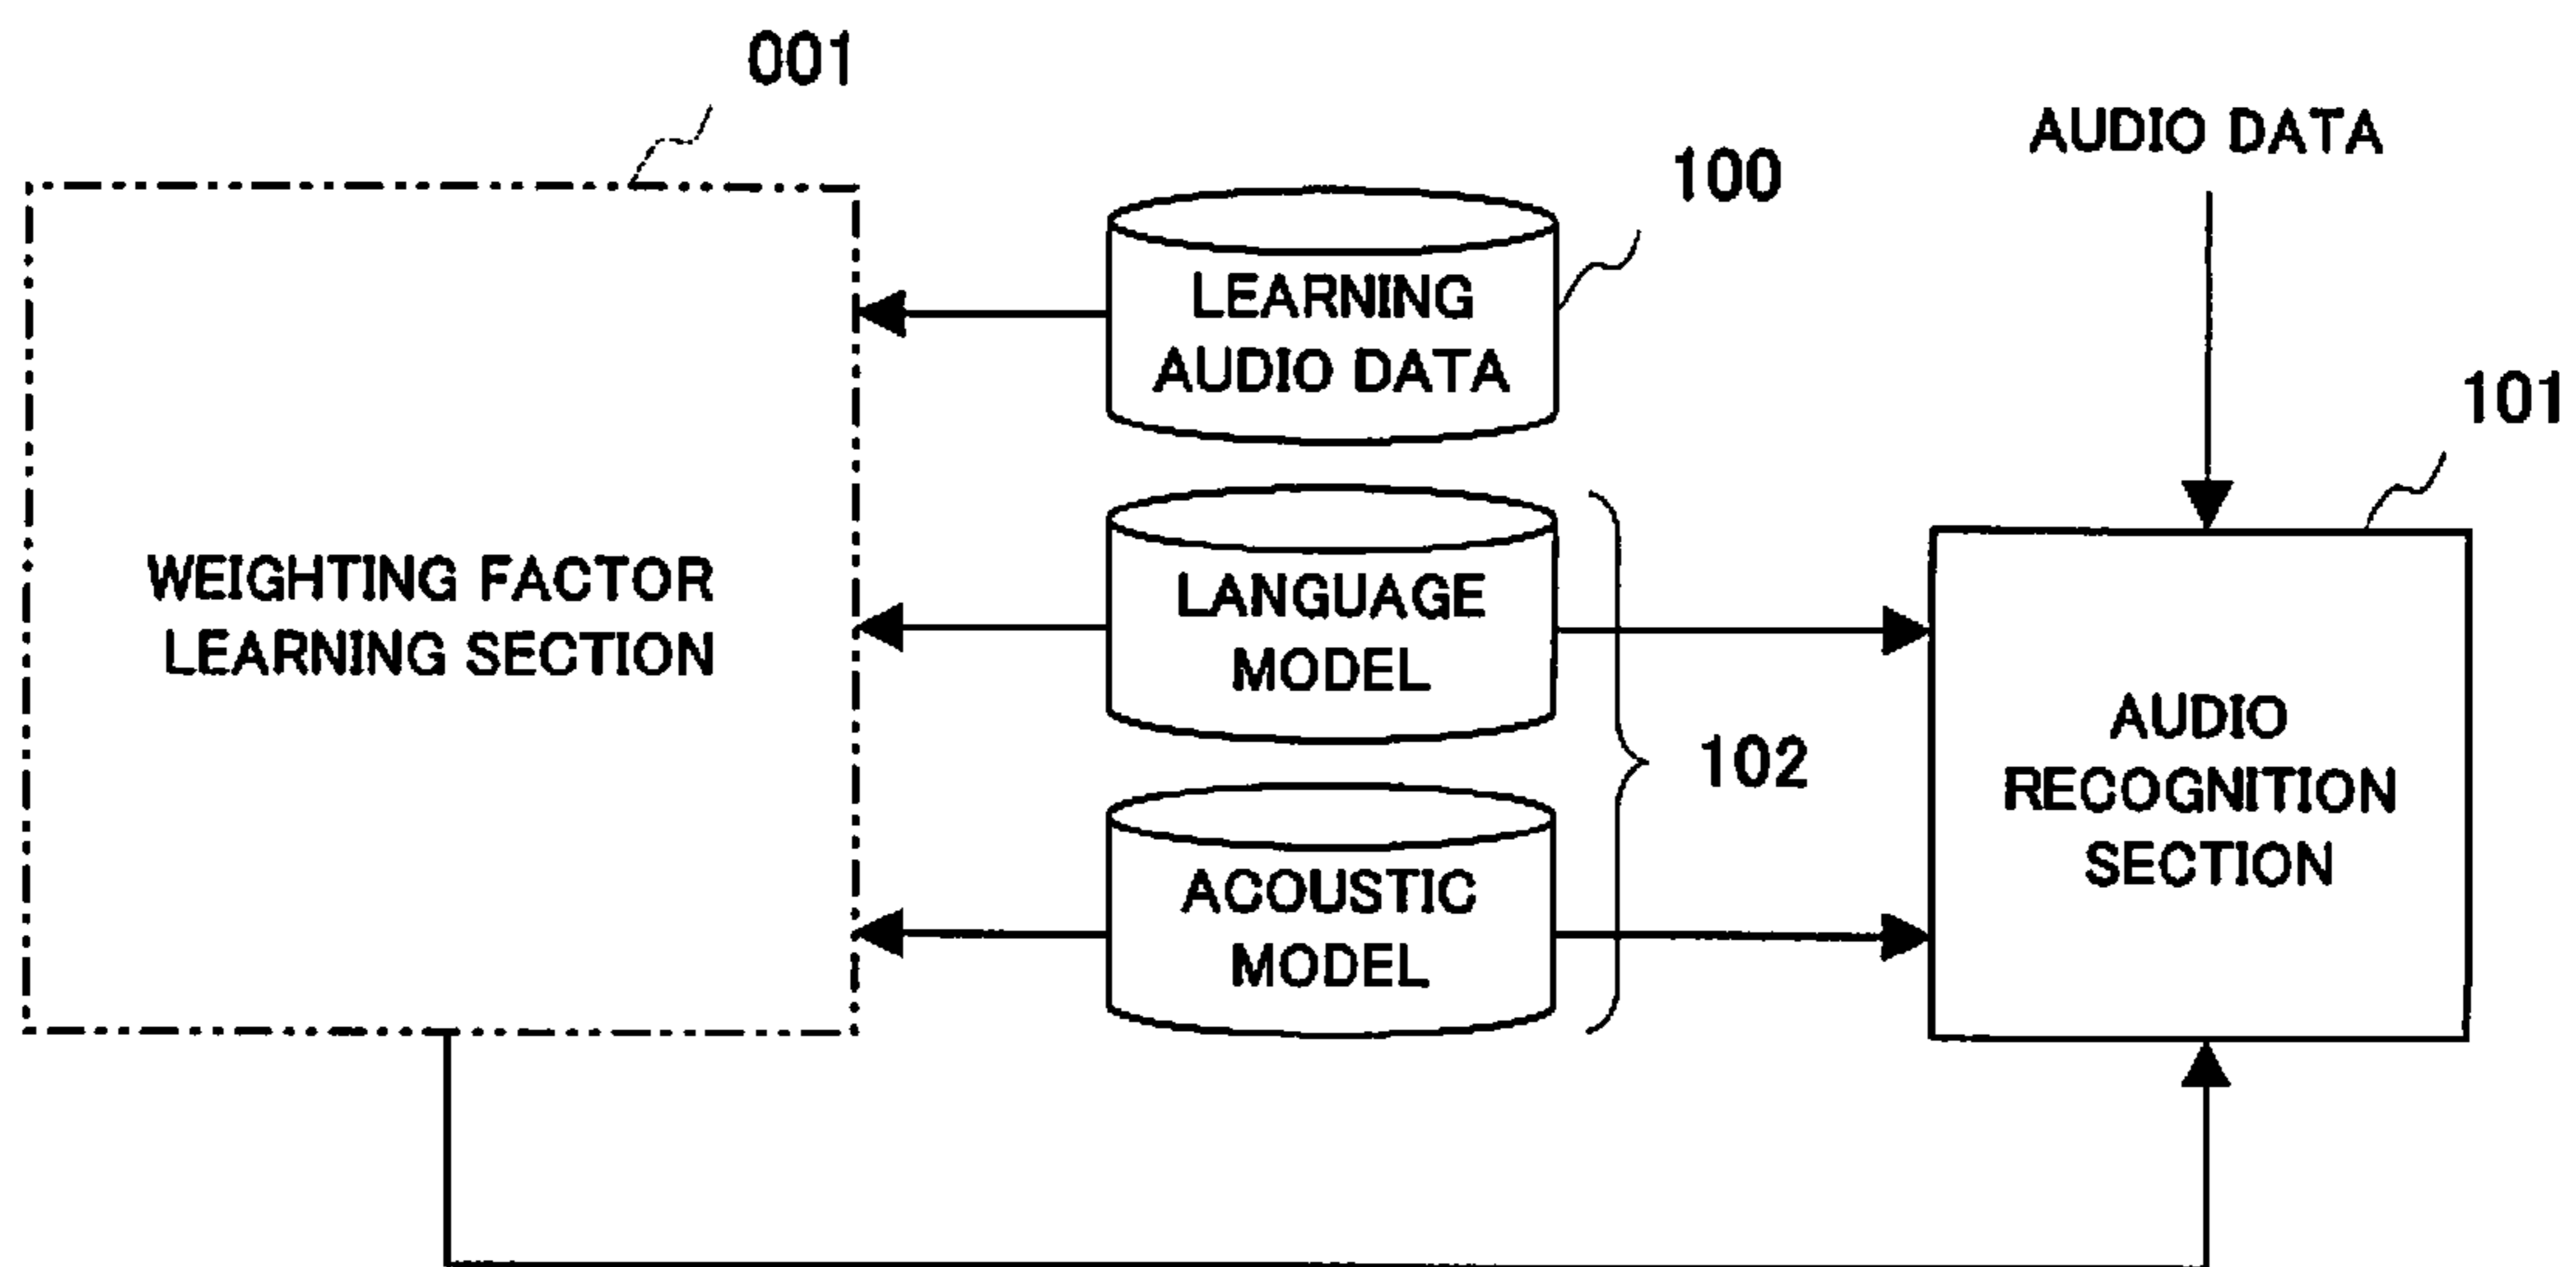 001
AUDIO DATA
100
LEARNING
AUDIO DATA
101
WEIGHTING FACTOR
LEARNING SECTION
LANGUAGE
MODEL
102
AUDIO
RECOGNITION
SECTION
ACOUSTIC
MODEL